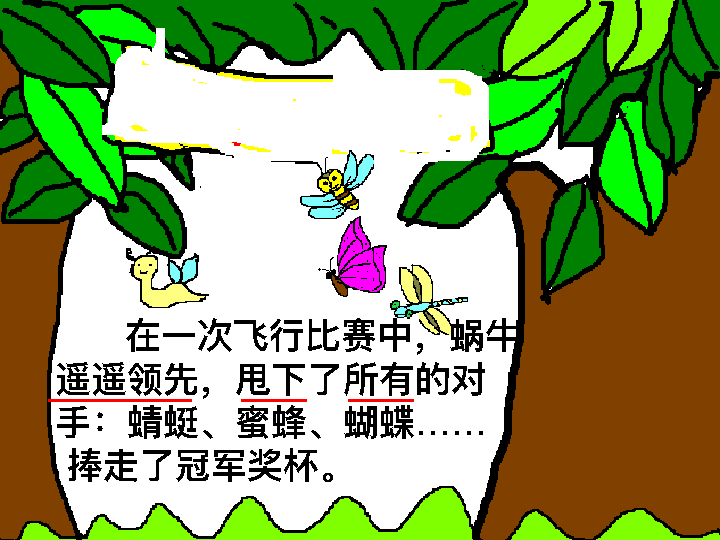 在一次飞行比赛中，蜗牛
遥遥领先，甩下了所有的对
手：蜻蜓、蜜蜂、蝴蝶……
捧走了冠军奖杯。